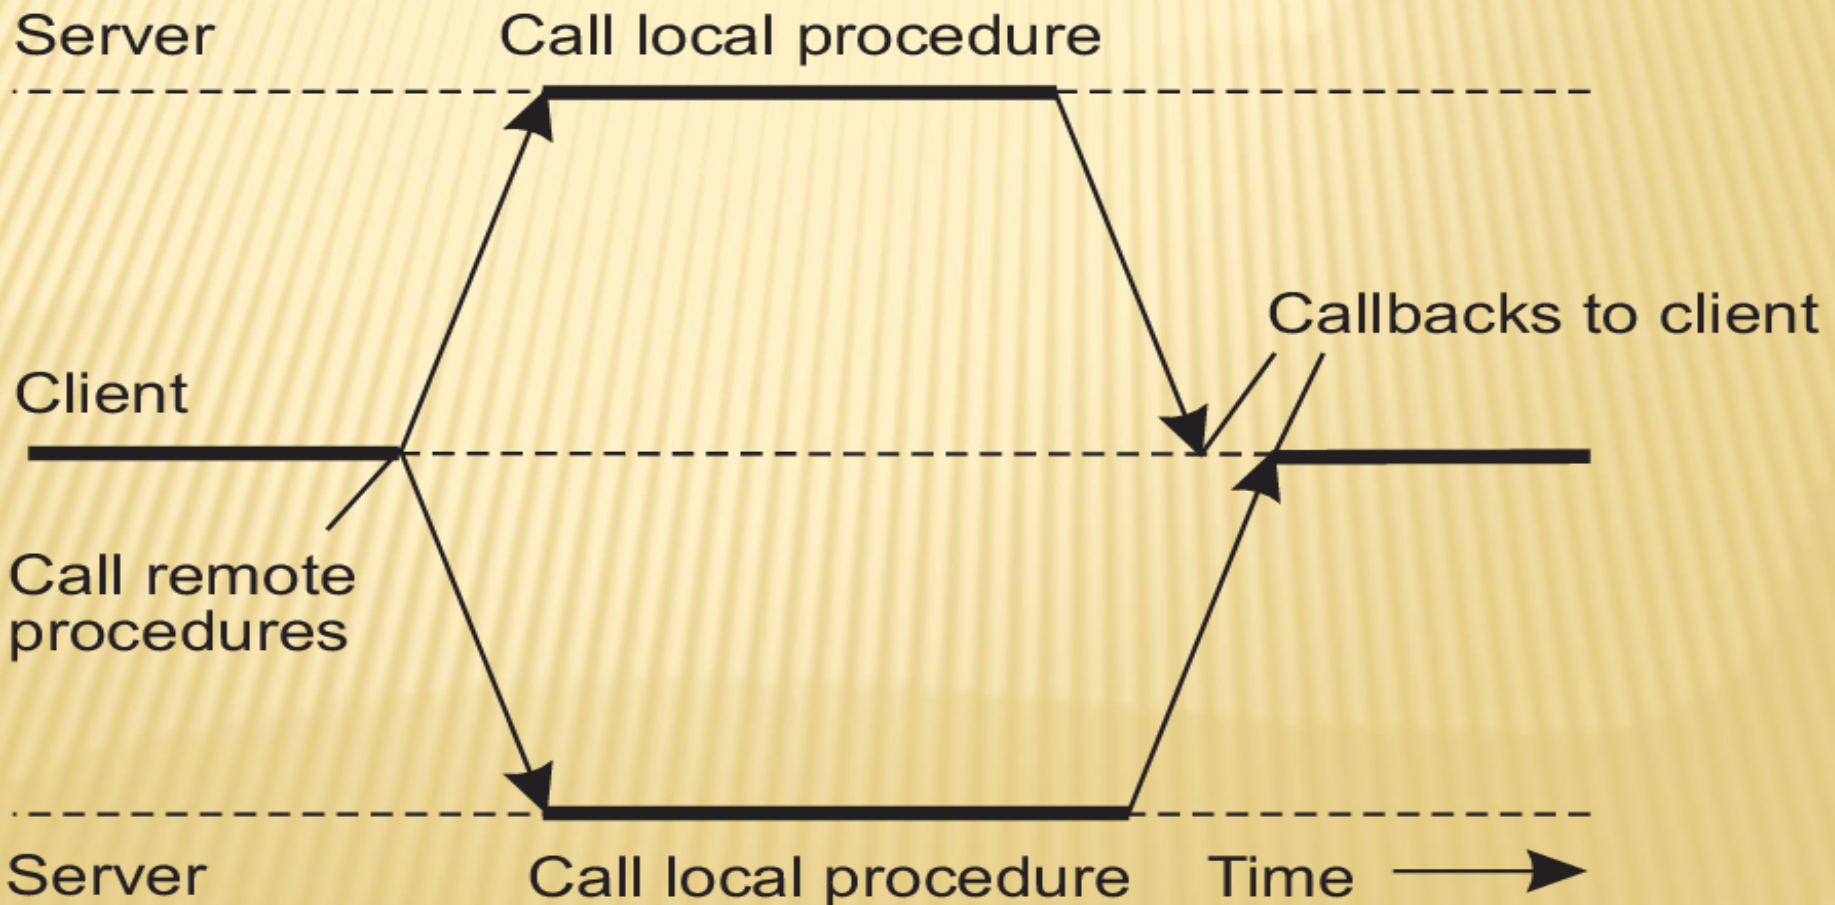 Server
Call local procedure
Callbacks to client
Client
Call remote
procedures
Server
Call local procedure
Time